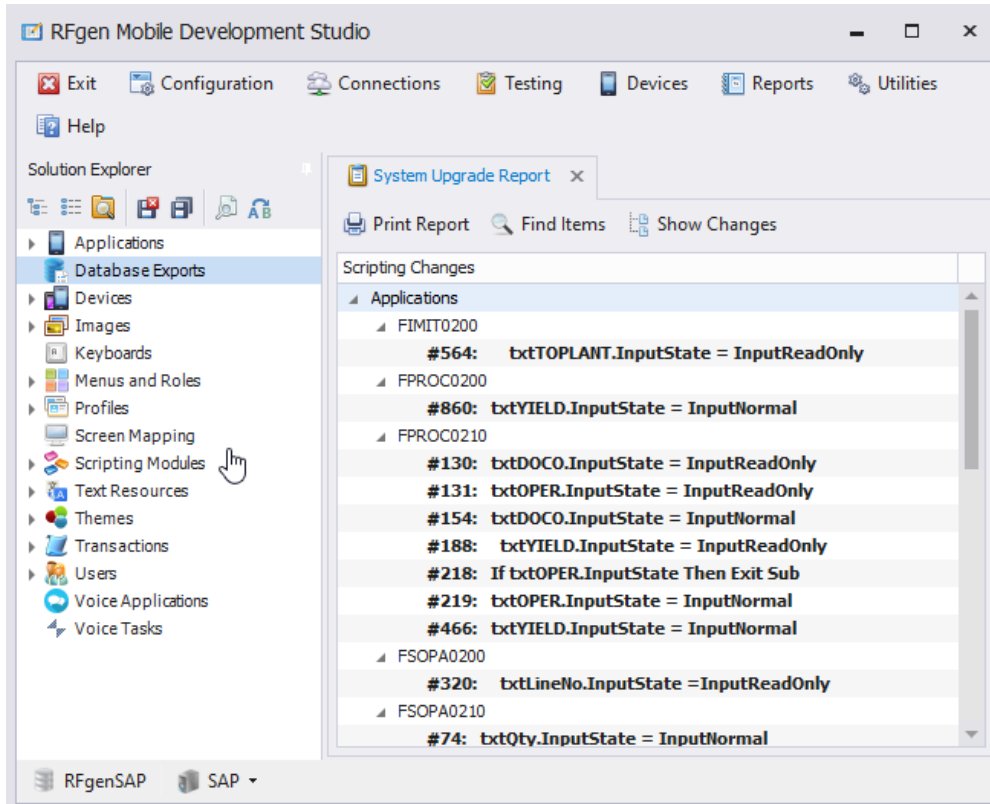 RFgen Mobile Development Studio
Exit Configuration Connections Testing Devices Reports Utilities
Help
Solution Explorer
Applications
Database Exports
Devices
Images
Keyboards
Menus and Roles
Profiles
Screen Mapping
Scripting Modules
Text Resources
Themes
Transactions
Users
Voice Applications
Voice Tasks
System Upgrade Report
Print Report Find Items Show Changes
Scripting Changes
Applications
FIMIT0200
#564: txtTOPLANT.InputState = InputReadOnly
FPROC0200
#860: txtYIELD.InputState = InputNormal
FPROC0210
#130: txtDOCO.InputState = InputReadOnly
#131: txtOPER.InputState = InputReadOnly
#154: txtDOCO.InputState = InputNormal
#188: txtYIELD.InputState = InputReadOnly
#218: If txtOPER.InputState Then Exit Sub
#219: txtOPER.InputState = InputNormal
#466: txtYIELD.InputState = InputNormal
FSOPA0200
#320: txtLineNo.InputState =InputReadOnly
FSOPA0210
#74: txtQty.InputState = InputNormal
RFgenSAP SAP